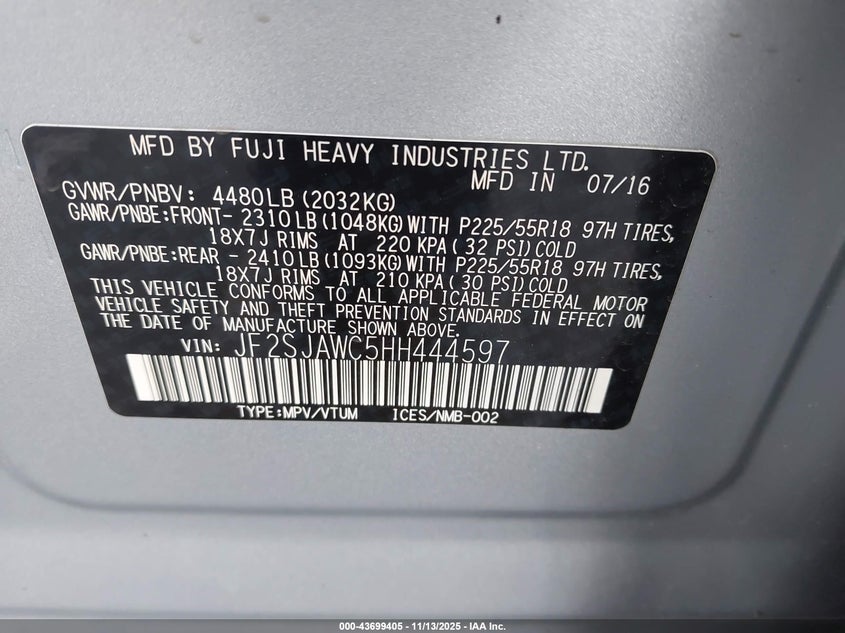 MFD BY FUJI HEAVY INDUSTRIES LTD.
MFD IN 07/16
GVWR/PNBV: 4480LB(2032KG)
GAWR/PNBE:FRONT- 2310LB(1048KG)WITH P225/55R18 97H TIRES,
18X7J RIMS AT 220 KPA(32 PSI)COLD
GAWR/PNBE:REAR - 2410LB(1093KG)WITH P225/55R18 97H TIRES,
18X7J RIMS AT 210 KPA(30 PSI)COLD
THIS VEHICLE CONFORMS TO ALL APPLICABLE FEDERAL MOTOR
VEHICLE SAFETY AND THEFT PREVENTION STANDARDS IN EFFECT ON
THE DATE OF MANUFACTURE SHOWN ABOVE.
VIN: JF2SJAWC5HH444597
TYPE:MPV/VTUM ICES/NMB-002
000-43699405 - 11/13/2025 - IAA Inc.